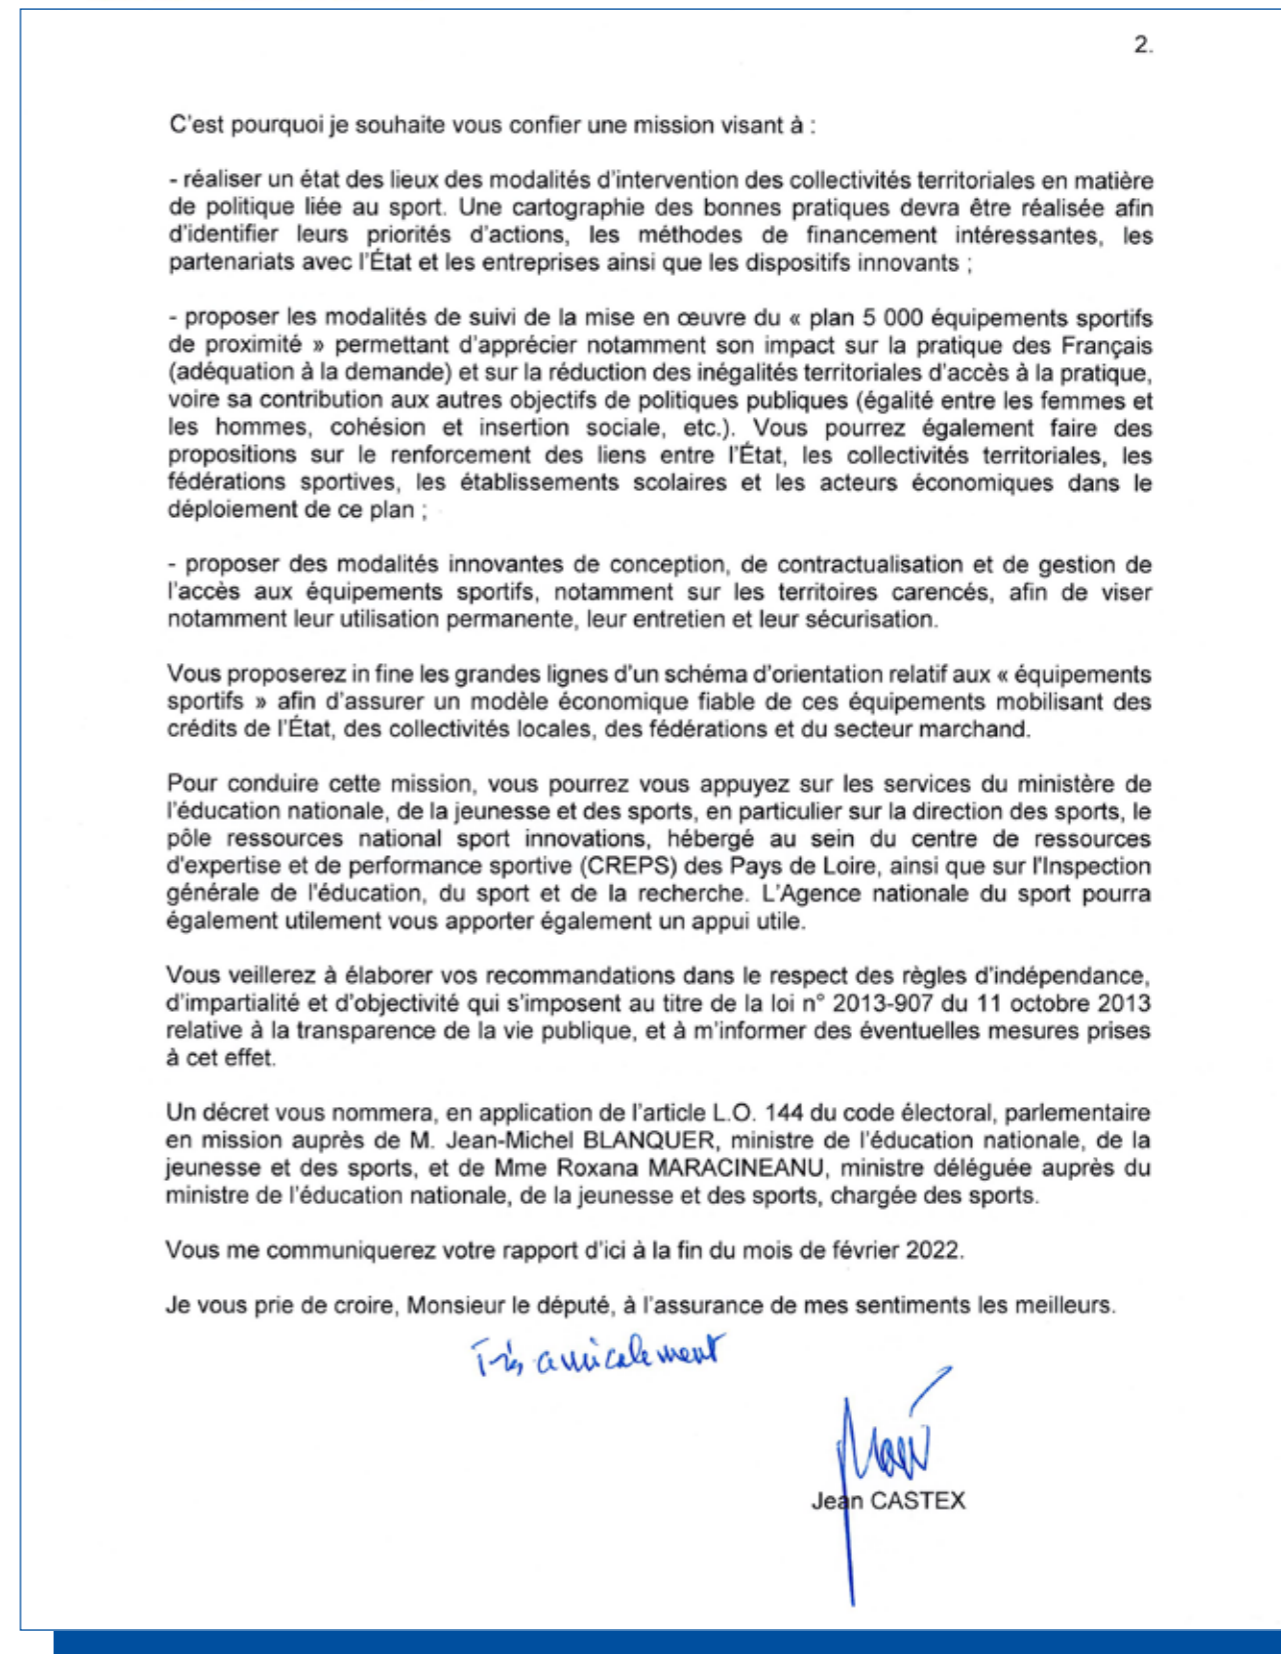 2.
C'est pourquoi je souhaite vous confier une mission visant à :
- réaliser un état des lieux des modalités d'intervention des collectivités territoriales en matière
de politique liée au sport. Une cartographie des bonnes pratiques devra être réalisée afin
d'identifier leurs priorités d'actions, les méthodes de financement intéressantes, les
partenariats avec l'État et les entreprises ainsi que les dispositifs innovants ;
- proposer les modalités de suivi de la mise en œuvre du « plan 5 000 équipements sportifs
de proximité » permettant d'apprécier notamment son impact sur la pratique des Français
(adéquation à la demande) et sur la réduction des inégalités territoriales d'accès à la pratique,
voire sa contribution aux autres objectifs de politiques publiques (égalité entre les femmes et
les hommes, cohésion et insertion sociale, etc.). Vous pourrez également faire des
propositions sur le renforcement des liens entre l'État, les collectivités territoriales, les
fédérations sportives, les établissements scolaires et les acteurs économiques dans le
déploiement de ce plan ;
- proposer des modalités innovantes de conception, de contractualisation et de gestion de
l'accès aux équipements sportifs, notamment sur les territoires carencés, afin de viser
notamment leur utilisation permanente, leur entretien et leur sécurisation.
Vous proposerez in fine les grandes lignes d'un schéma d'orientation relatif aux « équipements
sportifs » afin d'assurer un modèle économique fiable de ces équipements mobilisant des
crédits de l'État, des collectivités locales, des fédérations et du secteur marchand.
Pour conduire cette mission, vous pourrez vous appuyez sur les services du ministère de
l'éducation nationale, de la jeunesse et des sports, en particulier sur la direction des sports, le
pôle ressources national sport innovations, hébergé au sein du centre de ressources
d'expertise et de performance sportive (CREPS) des Pays de Loire, ainsi que sur l'Inspection
générale de l'éducation, du sport et de la recherche. L'Agence nationale du sport pourra
également utilement vous apporter également un appui utile.
Vous veillerez à élaborer vos recommandations dans le respect des règles d'indépendance,
d'impartialité et d'objectivité qui s'imposent au titre de la loi n° 2013-907 du 11 octobre 2013
relative à la transparence de la vie publique, et à m'informer des éventuelles mesures prises
à cet effet.
Un décret vous nommera, en application de l'article L.O. 144 du code électoral, parlementaire
en mission auprès de M. Jean-Michel BLANQUER, ministre de l'éducation nationale, de la
jeunesse et des sports, et de Mme Roxana MARACINEANU, ministre déléguée auprès du
ministre de l'éducation nationale, de la jeunesse et des sports, chargée des sports.
Vous me communiquerez votre rapport d'ici à la fin du mois de février 2022.
Je vous prie de croire, Monsieur le député, à l'assurance de mes sentiments les meilleurs.
Très amicalement
Jean CASTEX